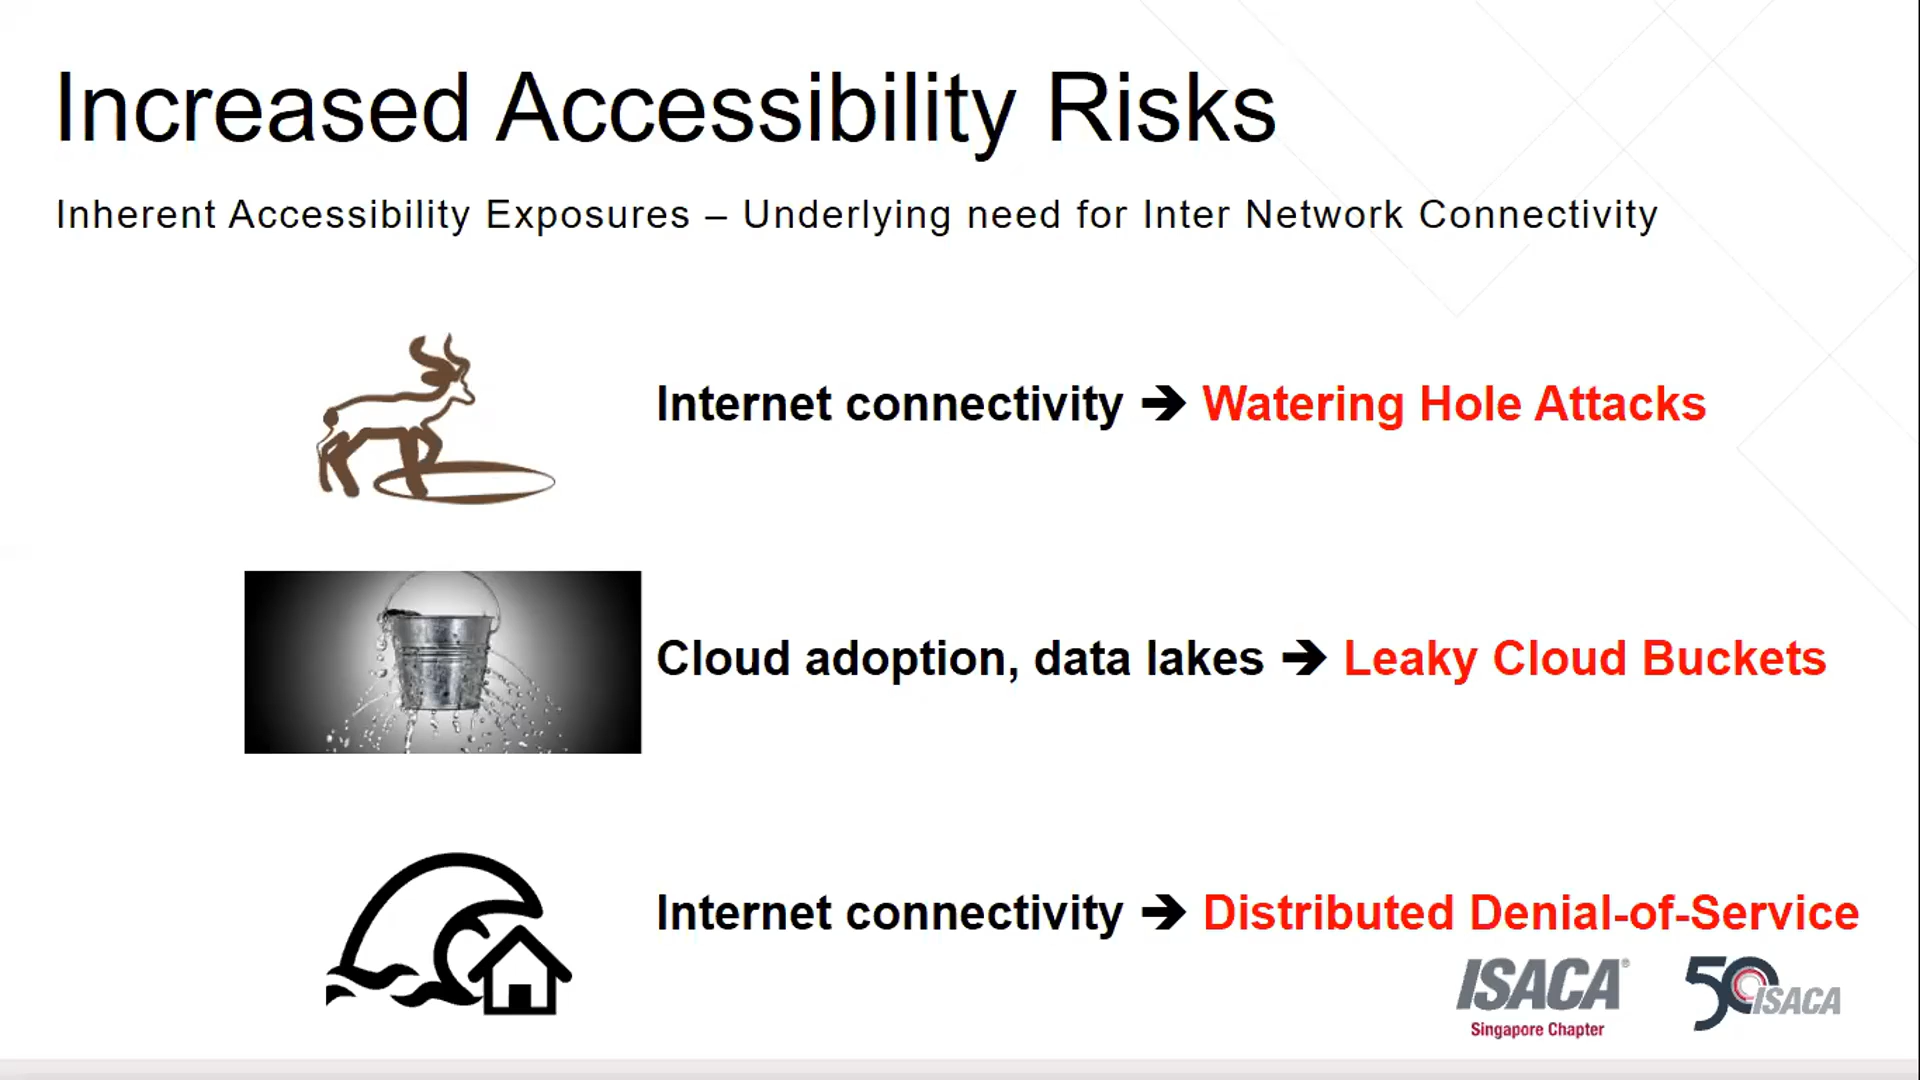 Increased Accessibility Risks
Inherent Accessibility Exposures – Underlying need for Inter Network Connectivity
Internet connectivity ➔ Watering Hole Attacks
Cloud adoption, data lakes ➔ Leaky Cloud Buckets
Internet connectivity ➔ Distributed Denial-of-Service
ISACA®
Singapore Chapter
50 ISACA